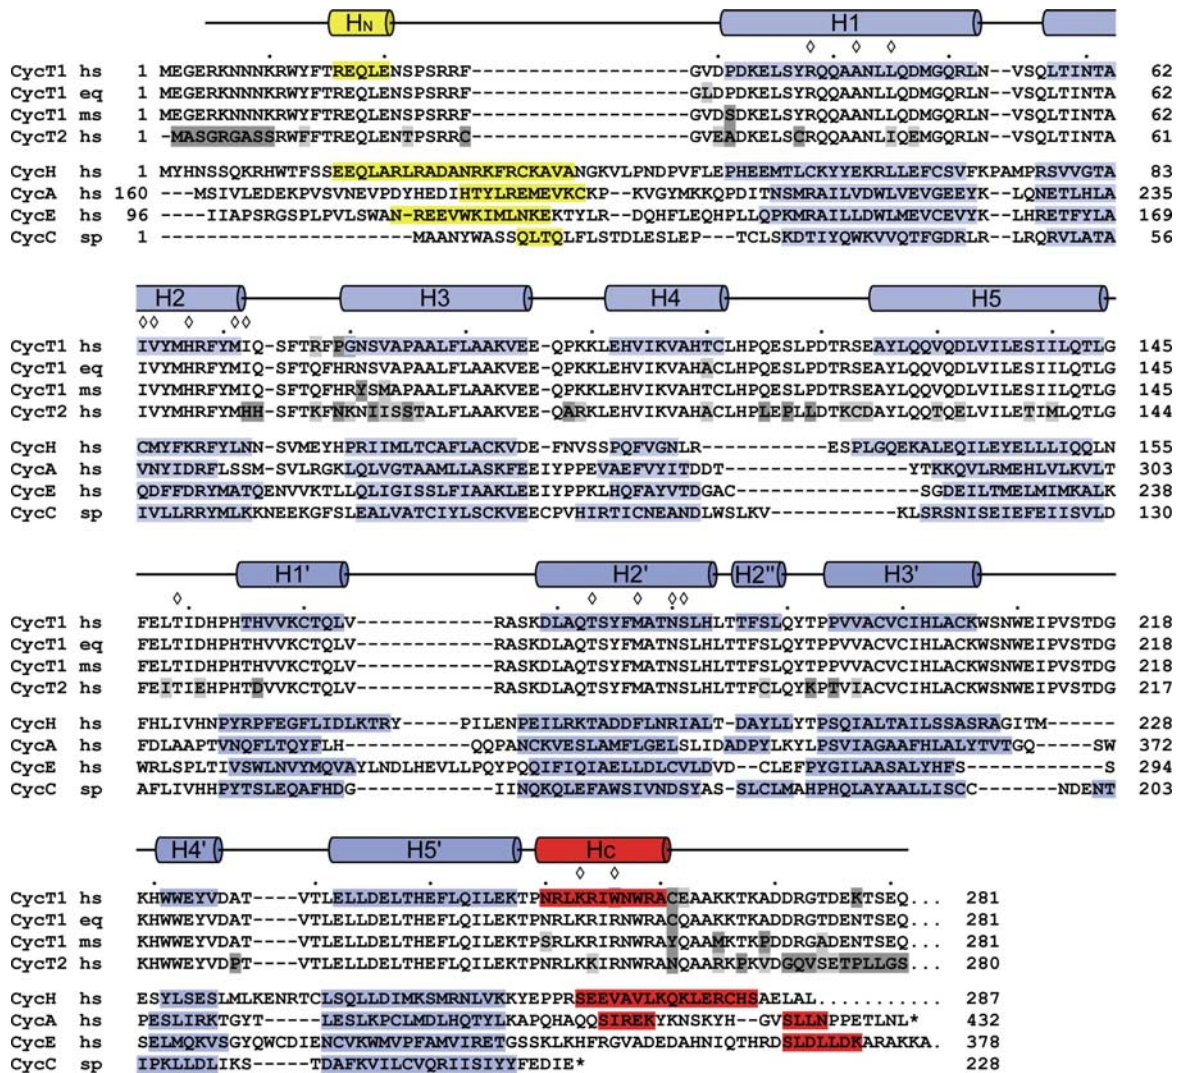 HN H1
CycT1 hs 1 MEGERKNNNKRWYFTREQLENSPSRRF-------------------GVDPDKELSYRQQAANLLQDMGQRLN--VSQLTINTA 62
CycT1 eq 1 MEGERKNNNKRWYFTREQLENSPSRRF-------------------GLDPDKELSYRQQAANLLQDMGQRLN--VSQLTINTA 62
CycT1 ms 1 MEGERKNNNKRWYFTREQLENSPSRRF-------------------GVDSDKELSYRQQAANLLQDMGQRLN--VSQLTINTA 62
CycT2 hs 1 -MASGRGASSRWFFTREQLENTPSRRC-------------------GVEADKELSCRQQAANLIQEMGQRLN--VSQLTINTA 61
CycH hs 1 MYHNSSQKRHWTFSSEEQLARLRADANRKFRCKAVANGKVLPNDPVFLEPHEEMTLCKYYEKRLLEFCSVFKPAMPRSVVGTA 83
CycA hs 160 ---MSIVLEDEKPVSVNEVPDYHEDIHTYLREMEVKCKP--KVGYMKKQPDITNSMRAILVDWLVEVGEEYK--LQNETLHLA 235
CycE hs 96 ----IIAPSRGSPLPVLSWAN-REEVWKIMLNKEKTYLR--DQHFLEQHPLLQPKMRAILLDWLMEVCEVYK--LHRETFYLA 169
CycC sp 1 ----------------------MAANYWASSQLTQLFLSTDLESLEP--TCLSKDTIYQWKVVQTFGDRLR--LRQRVLATA 56
H2 H3 H4 H5
CycT1 hs IVYMHRFYMIQ-SFTRFPGNSVAPAALFLAAKVEE-QPKKLEHVIKVAHTCLHPQESLPDTRSEAYLQQVQDLVILESIILQTLG 145
CycT1 eq IVYMHRFYMIQ-SFTQFHRNSVAPAALFLAAKVEE-QPKKLEHVIKVAHACLHPQESLPDTRSEAYLQQVQDLVILESIILQTLG 145
CycT1 ms IVYMHRFYMIQ-SFTQFHRYSMAPAALFLAAKVEE-QPKKLEHVIKVAHTCLHPQESLPDTRSEAYLQQVQDLVILESIILQTLG 145
CycT2 hs IVYMHRFYMHH-SFTKFNKNIISSTALFLAAKVEE-QARKLEHVIKVAHACLHPLEPLLDTKCDAYLQQTQELVILETIMLQTLG 144
CycH hs CMYFKRFYLNN-SVMEYHPRIIMLTCAFLACKVDE-FNVSSPQFVGNLR-----------ESPLGQEKALEQILEYELLLIQQLN 155
CycA hs VNYIDRFLSSM-SVLRGKLQLVGTAAMLLASKFEEIYPPEVAEFVYITDDT---------------YTKKQVLRMEHLVLKVLT 303
CycE hs QDFFDRYMATQENVVKTLLQLIGISSLFIAAKLEEIYPPKLHQFAYVTDGAC----------------SGDEILTMELMIMKALK 238
CycC sp IVLLRRYMLKKNEEKGFSLEALVATCIYLSCKVEECPVHIRTICNEANDLWSLKV-----------KLSRSNISEIEFEIISVLD 130
H1' H2' H2'' H3'
CycT1 hs FELTIDHPHTHVVKCTQLV------------RASKDLAQTSYFMATNSLHLTTFSLQYTPPVVACVCIHLACKWSNWEIPVSTDG 218
CycT1 eq FELTIDHPHTHVVKCTQLV------------RASKDLAQTSYFMATNSLHLTTFSLQYTPPVVACVCIHLACKWSNWEIPVSTDG 218
CycT1 ms FELTIDHPHTHVVKCTQLV------------RASKDLAQTSYFMATNSLHLTTFSLQYTPPVVACVCIHLACKWSNWEIPVSTDG 218
CycT2 hs FEITIEHPHTDVVKCTQLV------------RASKDLAQTSYFMATNSLHLTTFCLQYKPTVIACVCIHLACKWSNWEIPVSTDG 217
CycH hs FHLIVHNPYRPFEGFLIDLKTRY------PILENPEILRKTADDFLNRIALT-DAYLLYTPSQIALTAILSSASRAGITM------ 228
CycA hs FDLAAPTVNQFLTQYFLH-----------QQPANCKVESLAMFLGELSLIDADPYLKYLPSVIAGAAFHLALYTVTGQ------SW 372
CycE hs WRLSPLTIVSWLNVYMQVAYLNDLHEVLLPQYPQQIFIQIAELLDLCVLDVD--CLEFPYGILAASALYHFS------------S 294
CycC sp AFLIVHHPYTSLEQAFHDG------------IINQKQLEFAWSIVNDSYAS-SLCLMAHPHQLAYAALLISCC-------NDENT 203
H4' H5' Hc
CycT1 hs KHWWEYVDAT----VTLELLDELTHEFLQILEKTPNRLKRIWNWRACEAAKKTKADDRGTDEKTSEQ... 281
CycT1 eq KHWWEYVDAT----VTLELLDELTHEFLQILEKTPNRLKRIRNWRACQAAKKTKADDRGTDENTSEQ... 281
CycT1 ms KHWWEYVDAT----VTLELLDELTHEFLQILEKTPSRLKRIRNWRAYQAAMKTKPDDRGADENTSEQ... 281
CycT2 hs KHWWEYVDPT----VTLELLDELTHEFLQILEKTPNRLKKIRNWRANQAARKPKVDGQVSETPLLGS... 280
CycH hs ESYLSESLMLKENRTCLSQLLDIMKSMRNLVKKYEPPRSEEVAVLKQKLERCHSAELAL.......... 287
CycA hs PESLIRKTGYT----LESLKPCLMDLHQTYLKAPQHAQQSIREKYKNSKYH--GVSLLNPPETLNL* 432
CycE hs SELMQKVSGYQWCDIENCVKWMVPFAMVIRETGSSKLKHFRGVADEDAHNIQTHRDSLDLLDKARAKKA. 378
CycC sp IPKLLDLIKS----TDAFKVILCVQRIISIYYFEDIE* 228